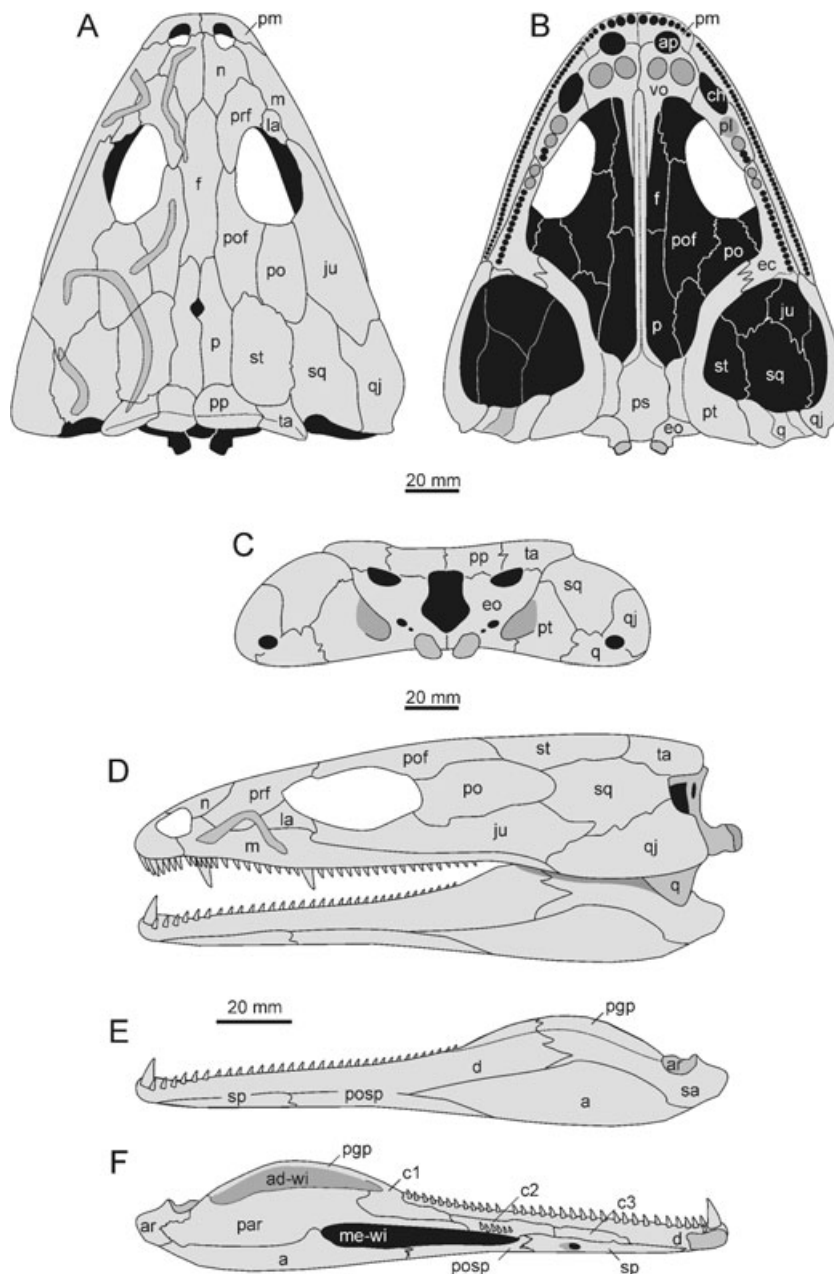 A
pm
n
m
prf
la
f
pof
po
ju
p
st
sq
qj
pp
ta
B
pm
ap
vo
ch
pl
f
pof
po
ec
ju
p
st
sq
ps
pt
eo
q
qj
20 mm
C
pp
ta
sq
eo
qj
pt
q
20 mm
D
pof
st
ta
n
prf
po
sq
la
ju
m
qj
q
20 mm
E
pgp
d
ar
sa
sp
posp
a
F
pgp
c1
ad-wi
c2
c3
ar
par
me-wi
d
a
posp
sp